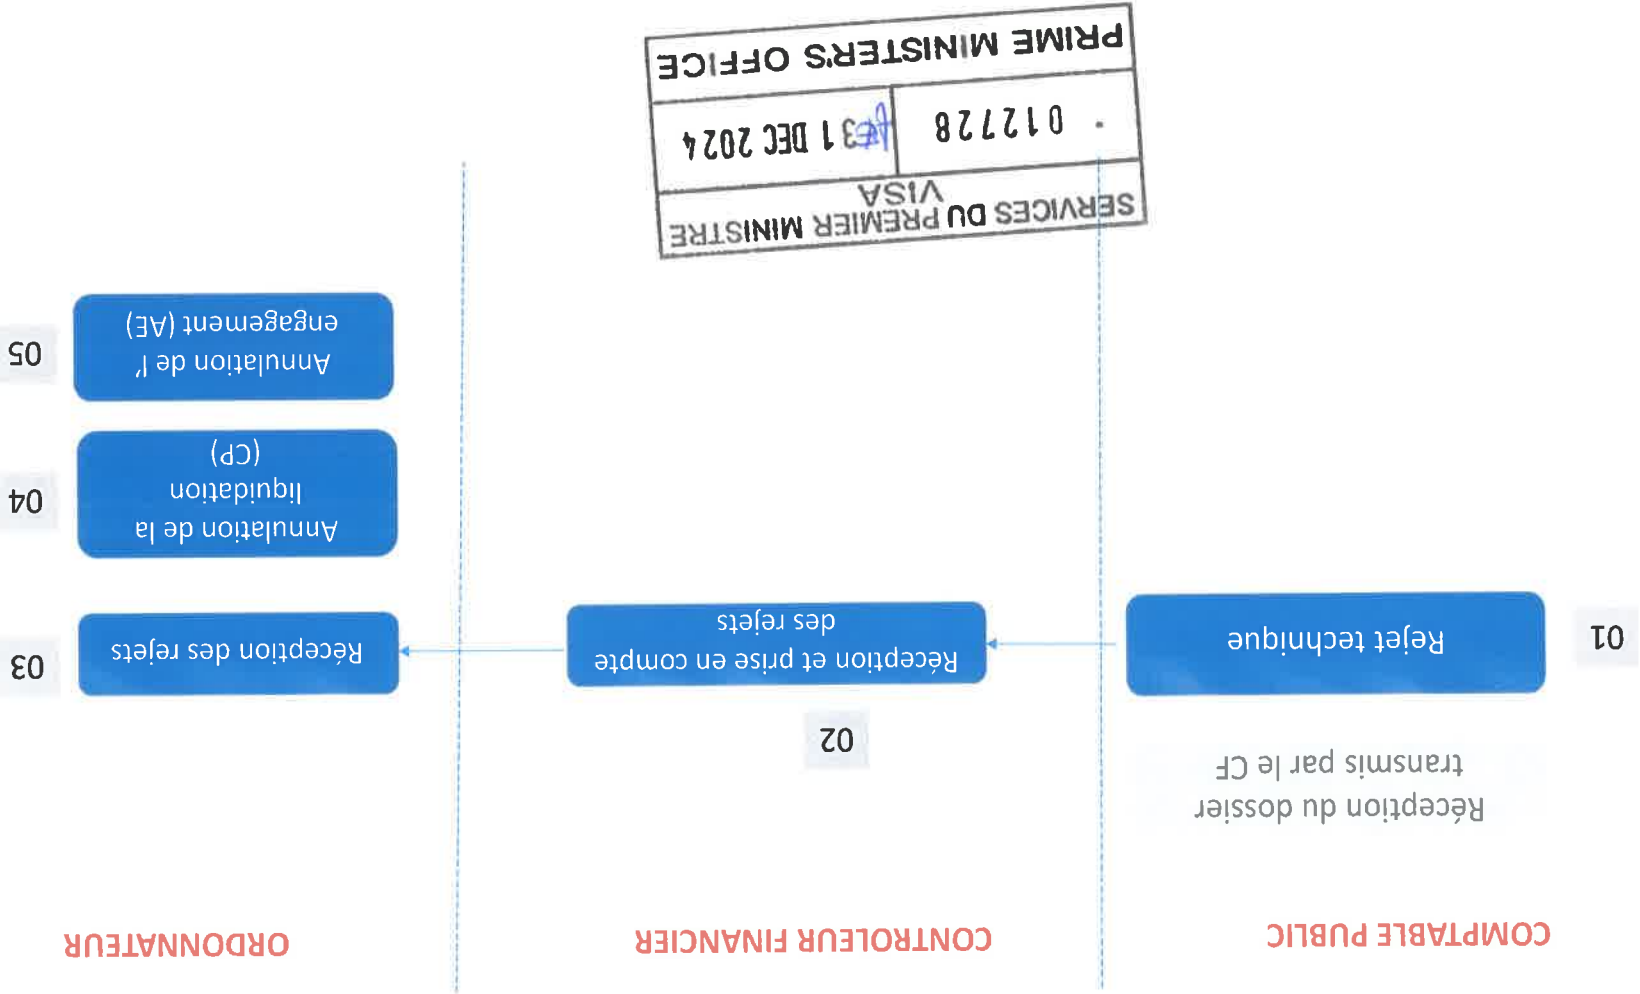 COMPTABLE PUBLIC
CONTROLEUR FINANCIER
ORDONNATEUR
Réception du dossier
transmis par le CF
01
Rejet technique
02
Réception et prise en compte
des rejets
03
Réception des rejets
04
Annulation de la
liquidation
(CP)
05
Annulation de l'
engagement (AE)
SERVICES DU PREMIER MINISTRE
VISA
012728
31 DEC 2024
PRIME MINISTER'S OFFICE